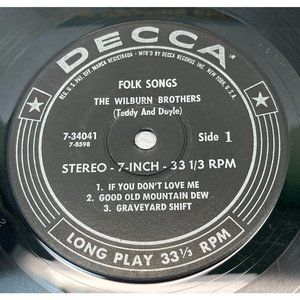 DECCA
REG. U.S. PAT. OFF. MARCA REGISTRADA · MF'D BY DECCA RECORDS INC., NEW YORK U.S.A.
FOLK SONGS
THE WILBURN BROTHERS
(Teddy And Doyle)
7-34041
7-8598
Side 1
STEREO - 7-INCH - 33 1/3 RPM
1. IF YOU DON'T LOVE ME
2. GOOD OLD MOUNTAIN DEW
3. GRAVEYARD SHIFT
LONG PLAY 33⅓ RPM